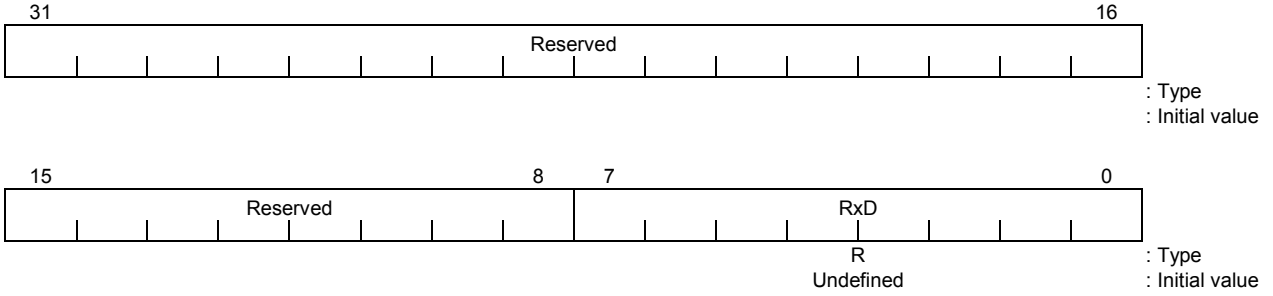 31 16
Reserved
: Type
: Initial value
15 8 7 0
Reserved RxD
R : Type
Undefined : Initial value